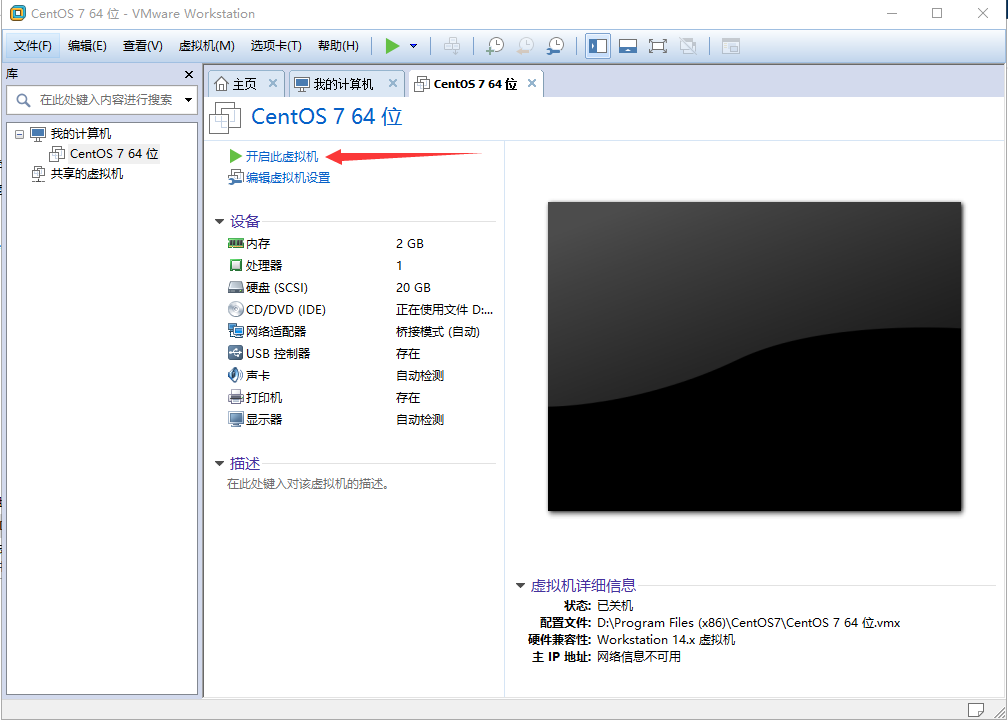 CentOS 7 64 位 - VMware Workstation
文件(F) 编辑(E) 查看(V) 虚拟机(M) 选项卡(T) 帮助(H)
库
在此处键入内容进行搜索
我的计算机
CentOS 7 64 位
共享的虚拟机
主页 我的计算机 CentOS 7 64 位
CentOS 7 64 位
开启此虚拟机
编辑虚拟机设置
设备
内存 2 GB
处理器 1
硬盘 (SCSI) 20 GB
CD/DVD (IDE) 正在使用文件 D:...
网络适配器 桥接模式 (自动)
USB 控制器 存在
声卡 自动检测
打印机 存在
显示器 自动检测
描述
在此处键入对该虚拟机的描述。
虚拟机详细信息
状态: 已关机
配置文件: D:\Program Files (x86)\CentOS7\CentOS 7 64 位.vmx
硬件兼容性: Workstation 14.x 虚拟机
主 IP 地址: 网络信息不可用